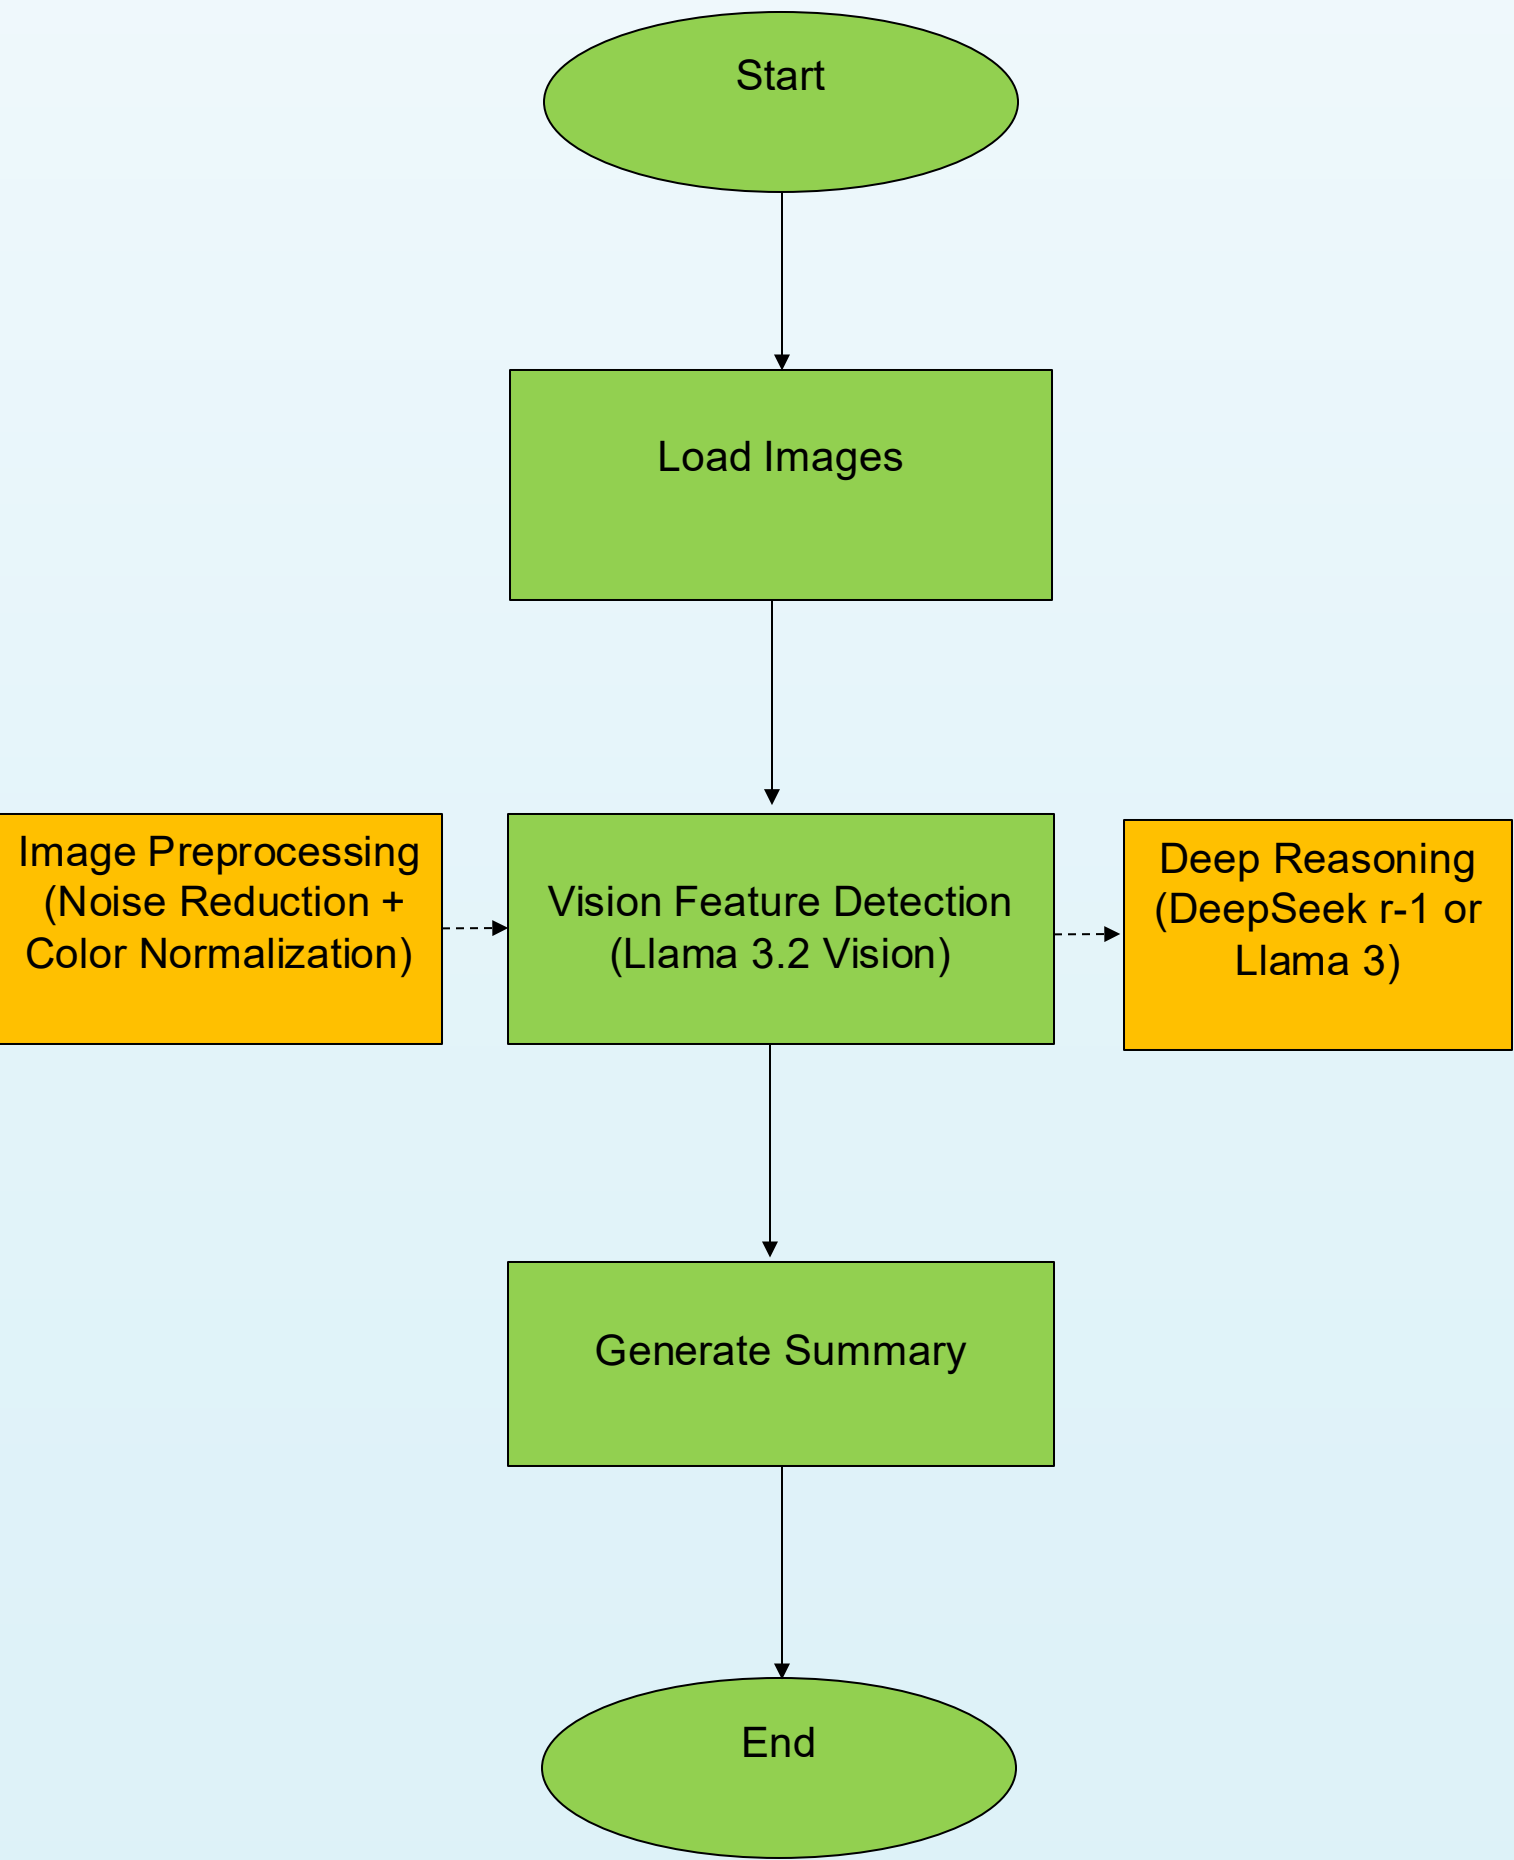 Start
Load Images
Image Preprocessing
(Noise Reduction +
Color Normalization)
Vision Feature Detection
(Llama 3.2 Vision)
Deep Reasoning
(DeepSeek r-1 or
Llama 3)
Generate Summary
End